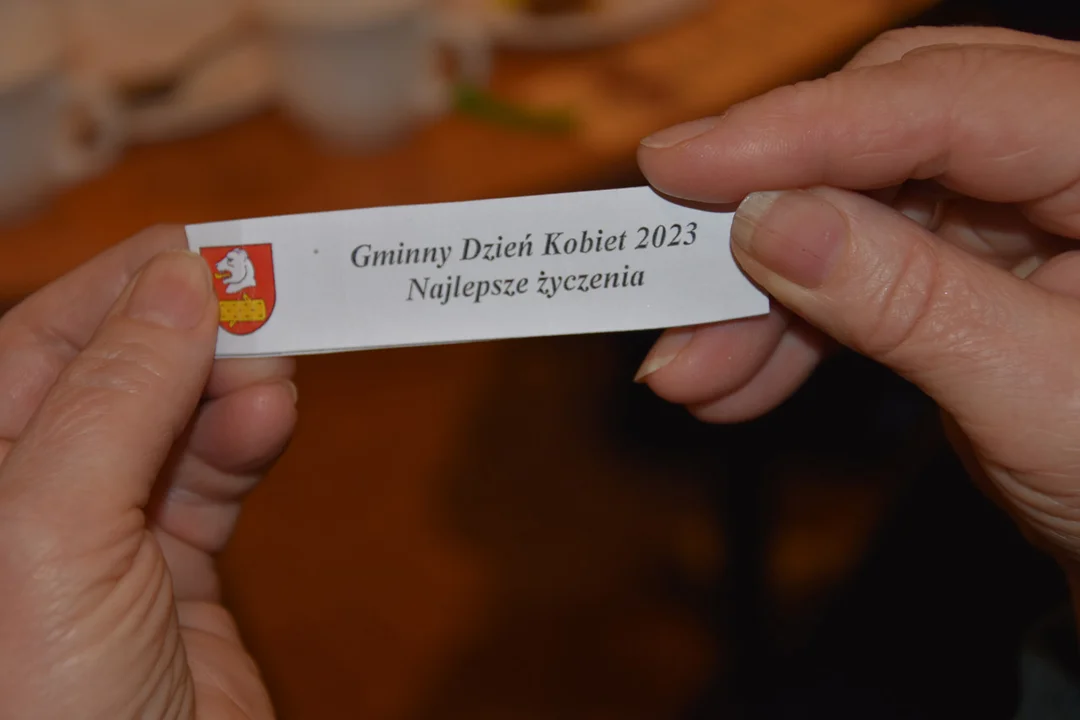 Gminny Dzień Kobiet 2023
Najlepsze życzenia